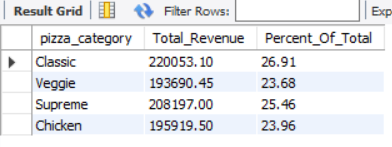 Result Grid Filter Rows: Exp
pizza_category Total_Revenue Percent_Of_Total
Classic 220053.10 26.91
Veggie 193690.45 23.68
Supreme 208197.00 25.46
Chicken 195919.50 23.96